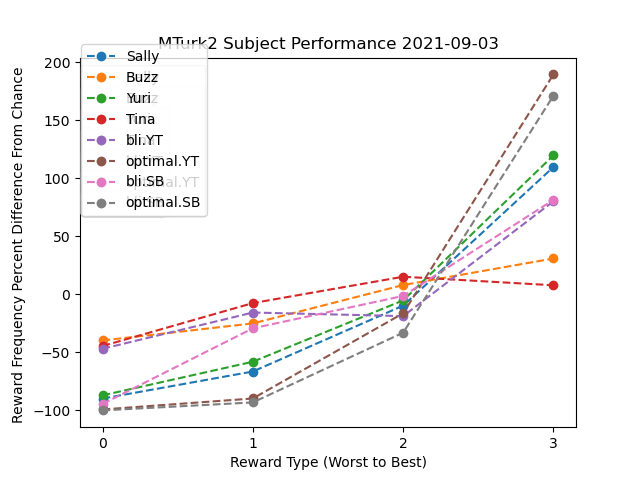 MTurk2 Subject Performance 2021-09-03
Sally
Buzz
Yuri
Tina
bli.YT
optimal.YT
bli.SB
optimal.SB
200
150
100
50
0
−50
−100
Reward Frequency Percent Difference From Chance
0 1 2 3
Reward Type (Worst to Best)